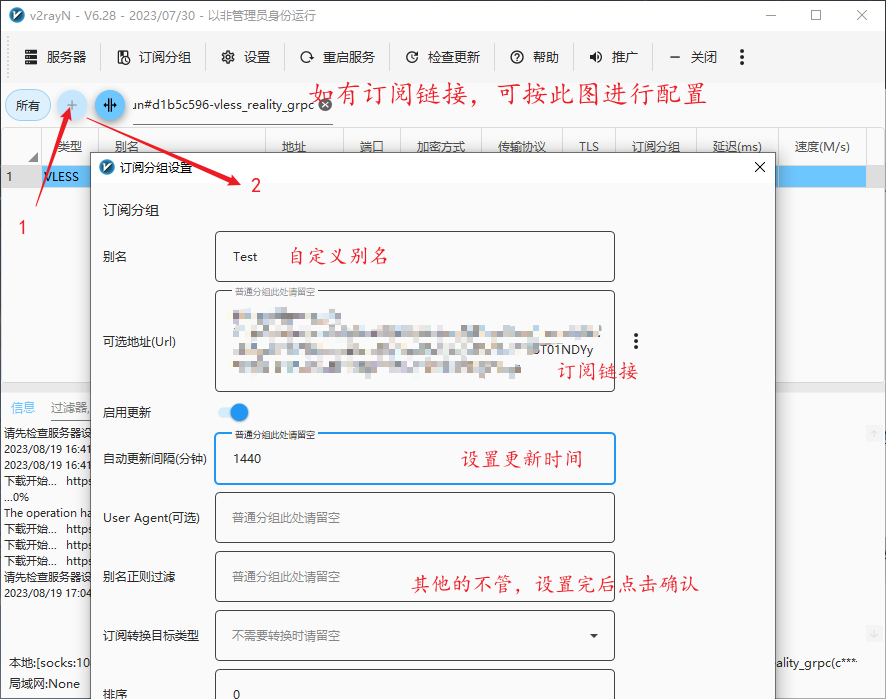 v2rayN - V6.28 - 2023/07/30 - 以非管理员身份运行
服务器 订阅分组 设置 重启服务 检查更新 帮助 推广 关闭
所有 un#d1b5c596-vless_reality_grpc
如有订阅链接，可按此图进行配置
类型 别名 地址 端口 加密方式 传输协议 TLS 订阅分组 延迟(ms) 速度(M/s)
1 VLESS
1
2
订阅分组设置
订阅分组
别名 Test 自定义别名
普通分组此处请留空
可选地址(Url)
ST01NDYy
订阅链接
启用更新
普通分组此处请留空
自动更新间隔(分钟) 1440 设置更新时间
User Agent(可选) 普通分组此处请留空
别名正则过滤 普通分组此处请留空
其他的不管，设置完后点击确认
订阅转换目标类型 不需要转换时请留空
排序 0
信息 过滤器,
请先检查服务器设
2023/08/19 16:41
2023/08/19 16:41
下载开始... https
...0%
The operation ha
下载开始... https
下载开始... https
下载开始... https
请先检查服务器设
2023/08/19 17:04
本地:[socks:10 ality_grpc(c***
局域网:None